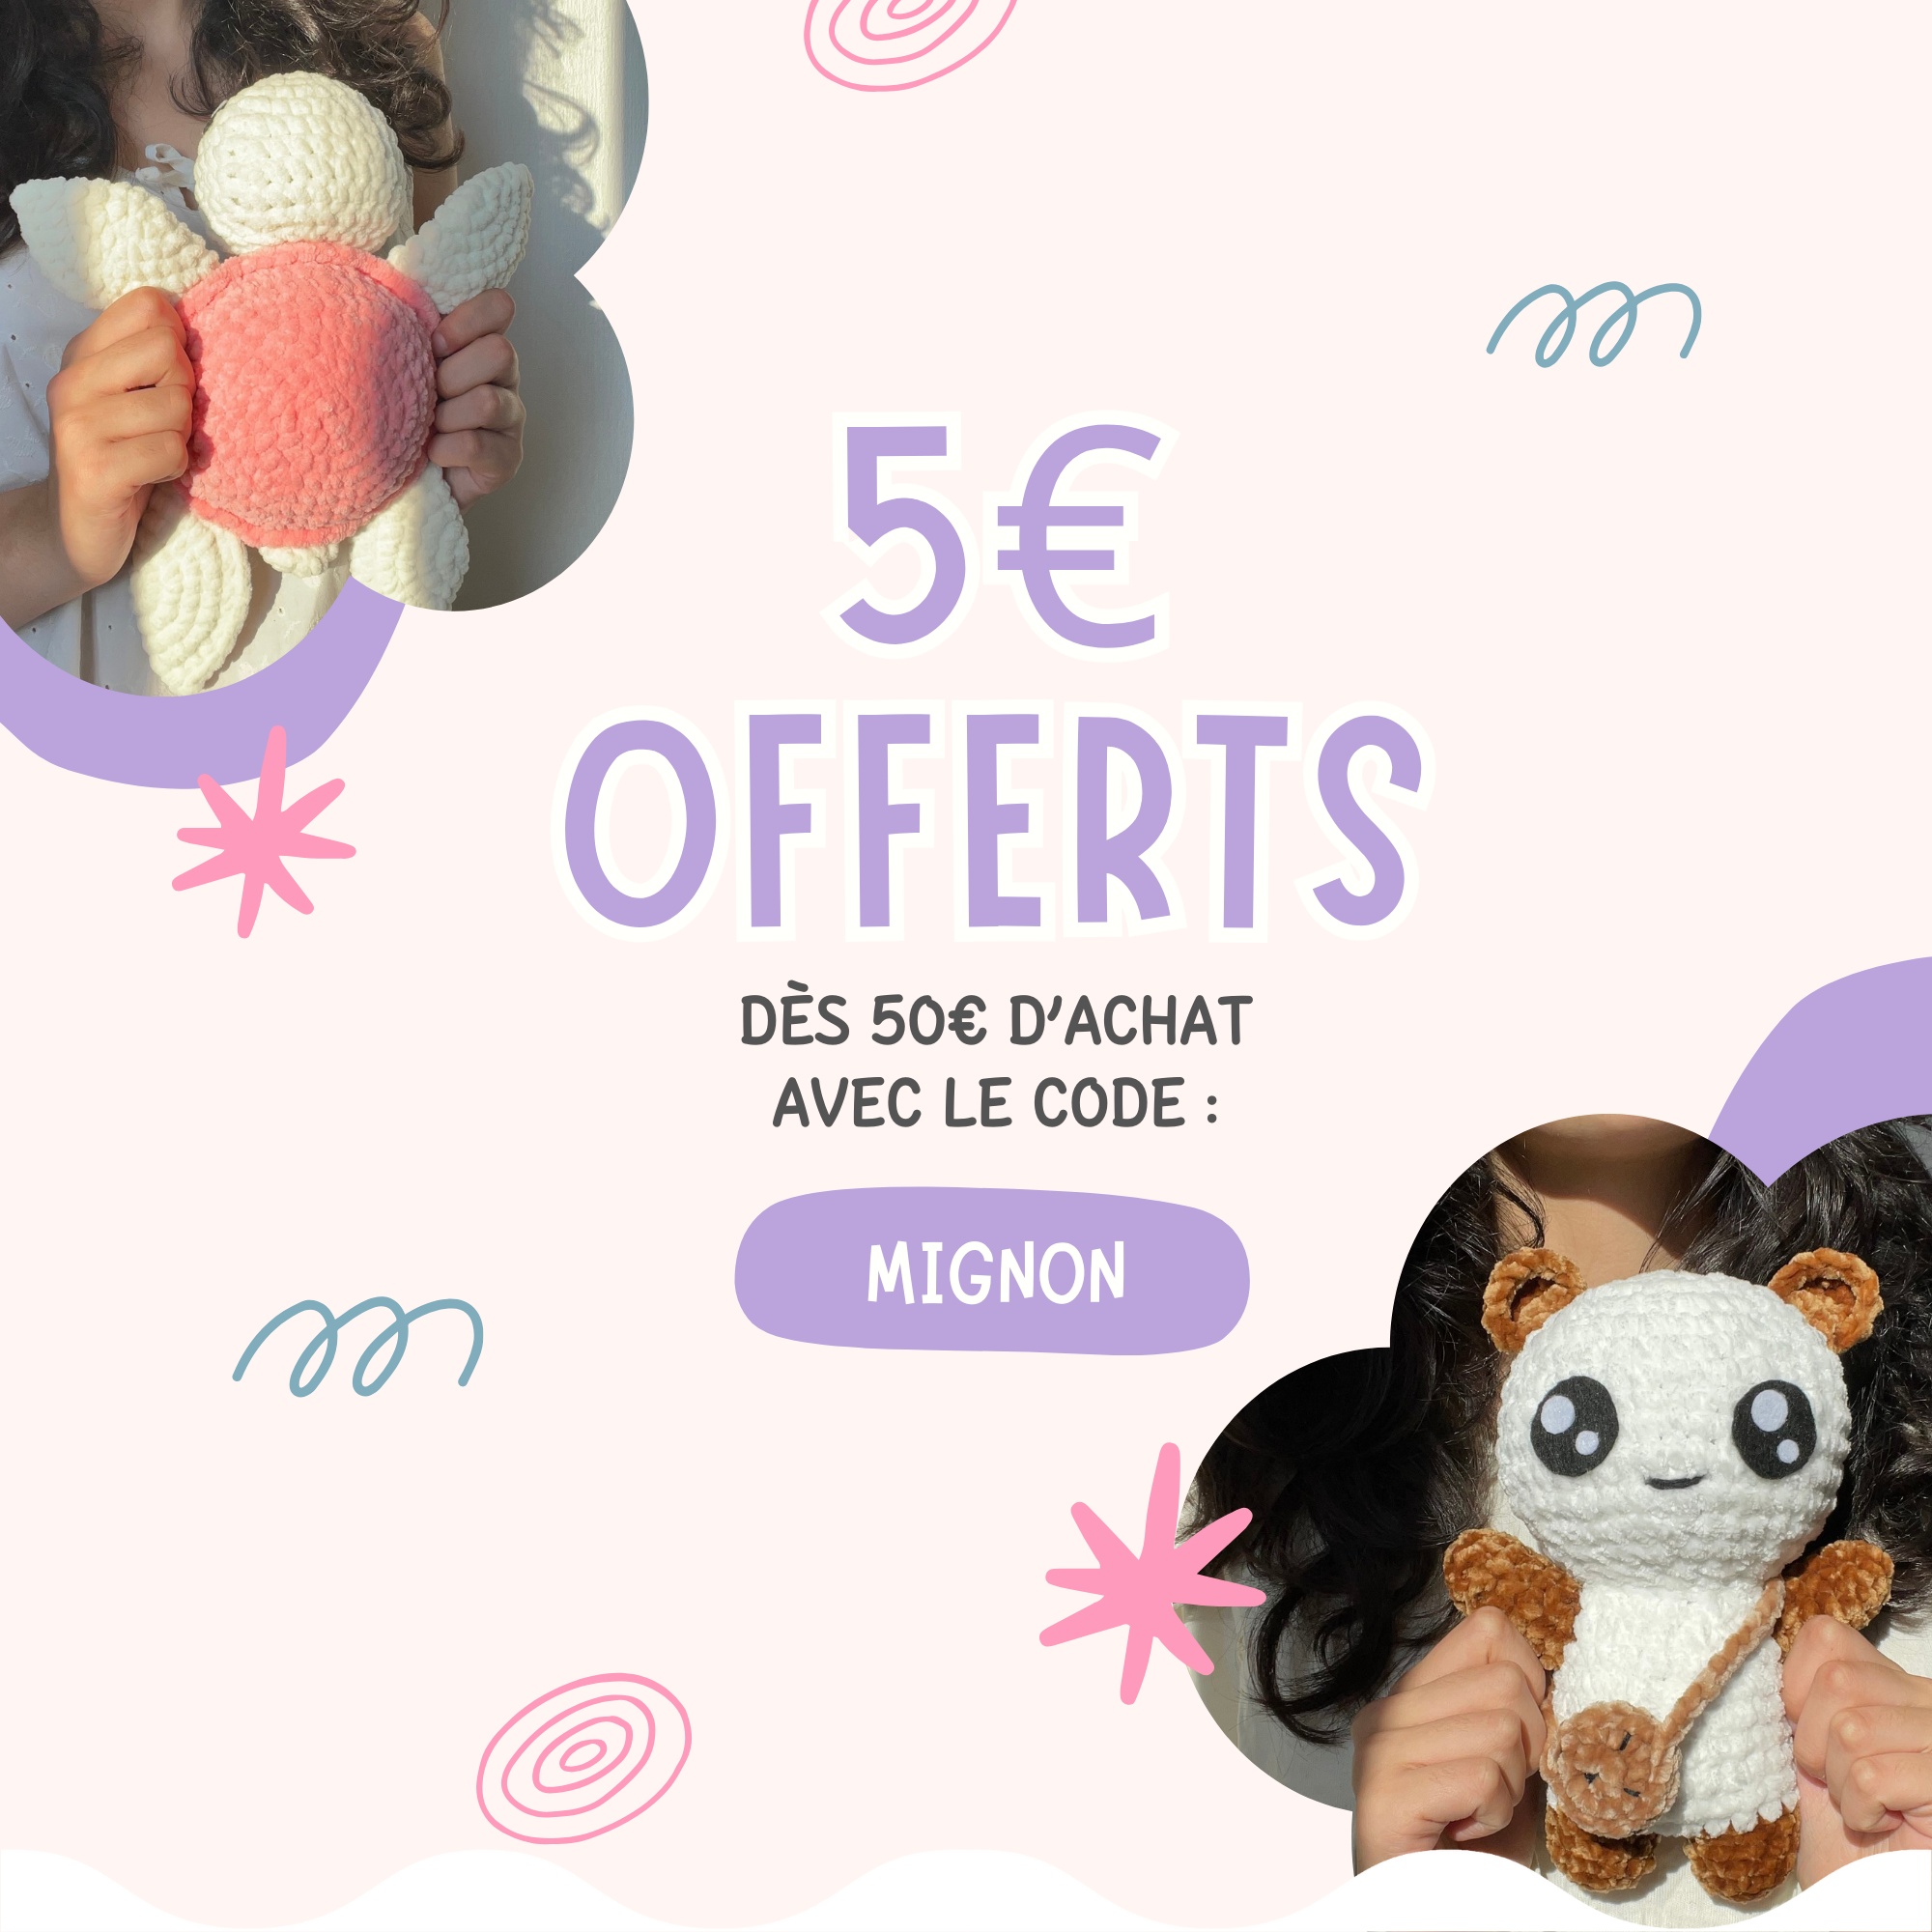 5€
OFFERTS
DÈS 50€ D'ACHAT
AVEC LE CODE :
MIGNON